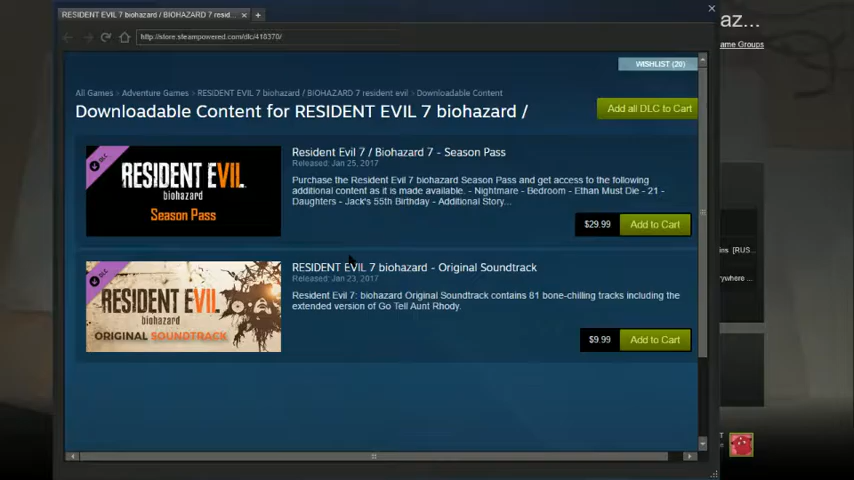 RESIDENT EVIL 7 biohazard / BIOHAZARD 7 resid...
http://store.steampowered.com/dlc/418370/
az...
ame Groups
WISHLIST (20)
All Games > Adventure Games > RESIDENT EVIL 7 biohazard / BIOHAZARD 7 resident evil > Downloadable Content
Downloadable Content for RESIDENT EVIL 7 biohazard /
Add all DLC to Cart
DLC
RESIDENT EVIL
biohazard
Season Pass
Resident Evil 7 / Biohazard 7 - Season Pass
Released: Jan 25, 2017
Purchase the Resident Evil 7 biohazard Season Pass and get access to the following
additional content as it is made available. - Nightmare - Bedroom - Ethan Must Die - 21 -
Daughters - Jack's 55th Birthday - Additional Story...
$29.99
Add to Cart
DLC
RESIDENT EVIL
biohazard
ORIGINAL SOUNDTRACK
RESIDENT EVIL 7 biohazard - Original Soundtrack
Released: Jan 23, 2017
Resident Evil 7: biohazard Original Soundtrack contains 81 bone-chilling tracks including the
extended version of Go Tell Aunt Rhody.
$9.99
Add to Cart
ins [RUS...
ywhere ...